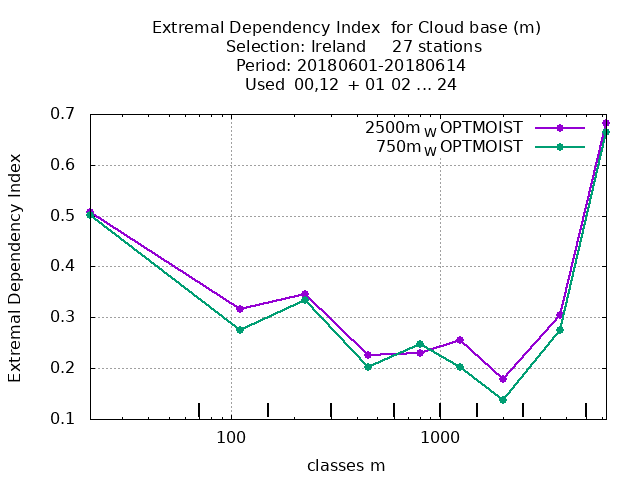 Extremal Dependency Index  for Cloud base (m)
Selection: Ireland     27 stations
Period: 20180601-20180614
Used  00,12  + 01 02 ... 24
Extremal Dependency Index
0.7
0.6
0.5
0.4
0.3
0.2
0.1
2500m W OPTMOIST
750m W OPTMOIST
100
1000
classes m